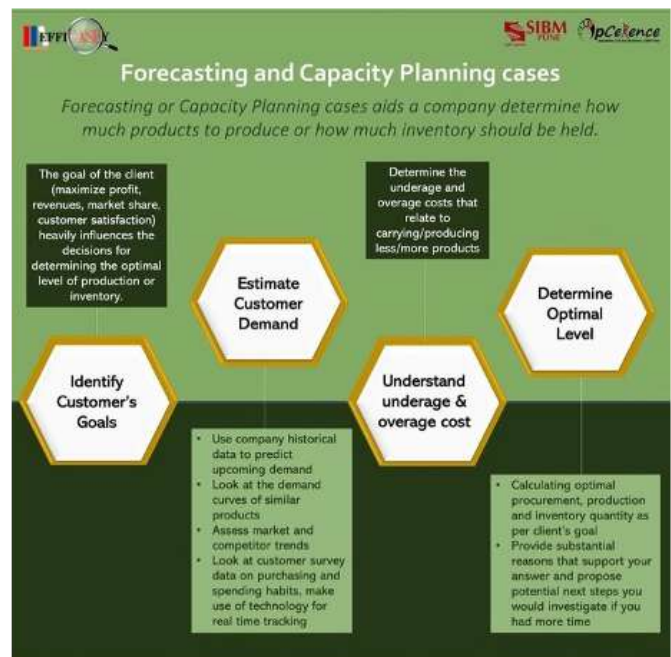 EFFICASEY
SIBM
PUNE
OpCellence
Forecasting and Capacity Planning cases
Forecasting or Capacity Planning cases aids a company determine how
much products to produce or how much inventory should be held.
The goal of the client
(maximize profit,
revenues, market share,
customer satisfaction)
heavily influences the
decisions for
determining the optimal
level of production or
inventory.
Identify
Customer's
Goals
Estimate
Customer
Demand
• Use company historical
data to predict
upcoming demand
• Look at the demand
curves of similar
products
• Assess market and
competitor trends
• Look at customer survey
data on purchasing and
spending habits, make
use of technology for
real time tracking
Determine the
underage and
overage costs that
relate to
carrying/producing
less/more products
Understand
underage &
overage cost
Determine
Optimal
Level
• Calculating optimal
procurement, production
and inventory quantity as
per client's goal
• Provide substantial
reasons that support your
answer and propose
potential next steps you
would investigate if you
had more time